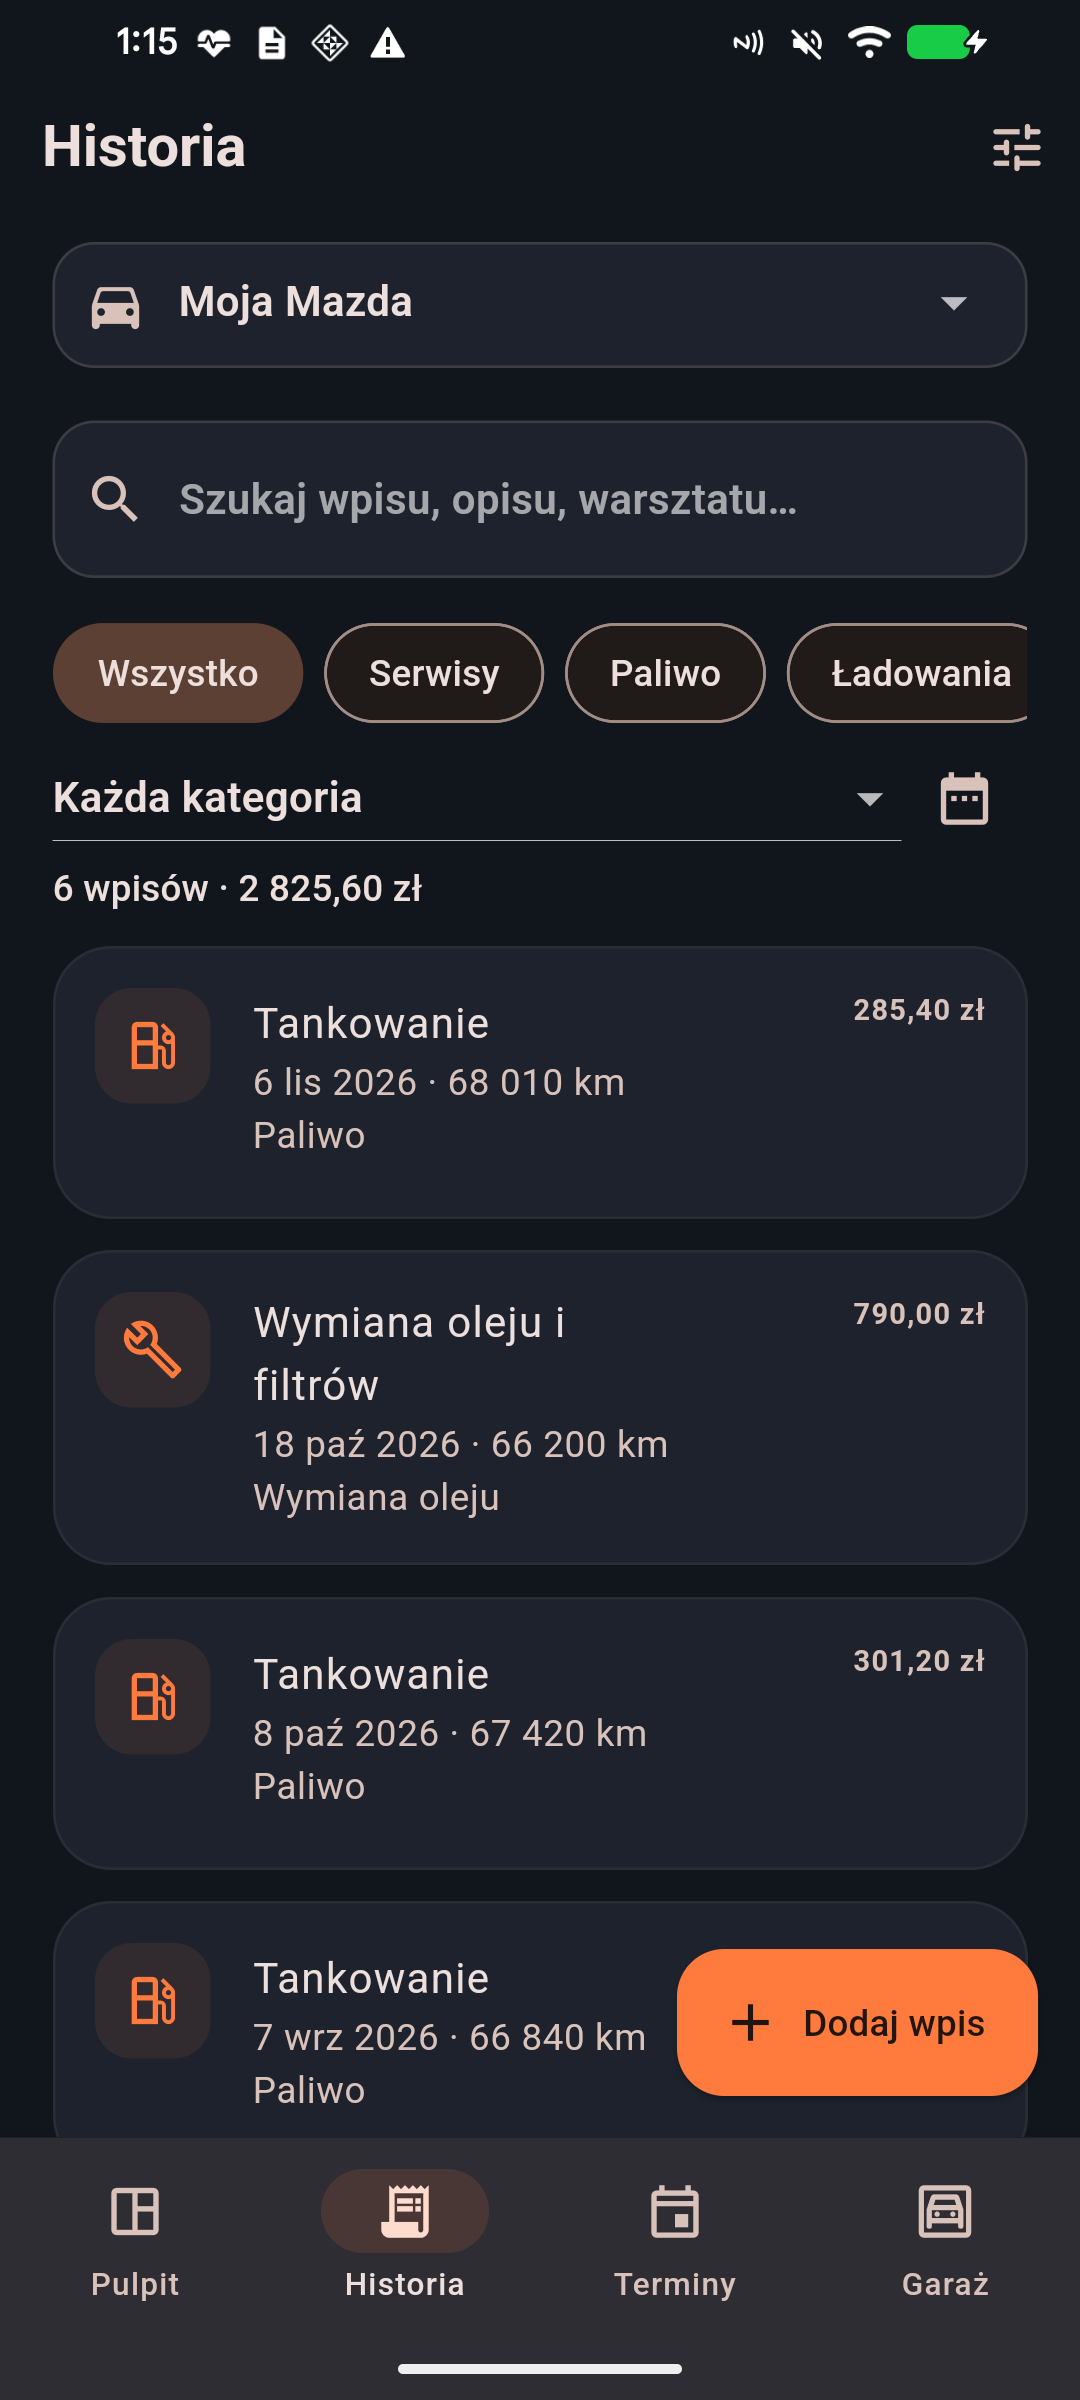 1:15
Historia
Moja Mazda
Szukaj wpisu, opisu, warsztatu...
Wszystko
Serwisy
Paliwo
Ładowania
Każda kategoria
6 wpisów · 2 825,60 zł
Tankowanie
285,40 zł
6 lis 2026 · 68 010 km
Paliwo
Wymiana oleju i
790,00 zł
filtrów
18 paź 2026 · 66 200 km
Wymiana oleju
Tankowanie
301,20 zł
8 paź 2026 · 67 420 km
Paliwo
Tankowanie
7 wrz 2026 · 66 840 km
Paliwo
Dodaj wpis
Pulpit
Historia
Terminy
Garaż